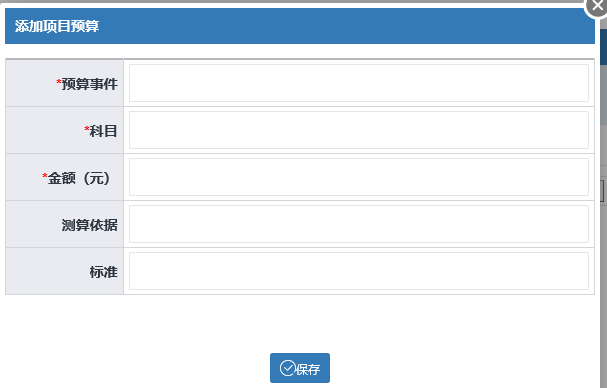 添加项目预算
*预算事件
*科目
*金额（元）
测算依据
标准
保存